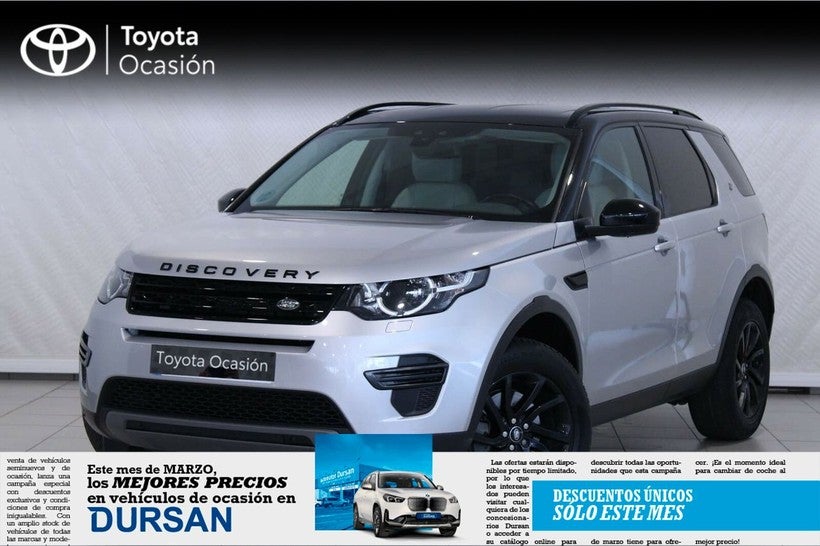 Toyota
Ocasión
DISCOVERY
Toyota Ocasión
venta de vehículos
seminuevos y de
ocasión, lanza una
campaña especial
con descuentos
exclusivos y condi-
ciones de compra
inigualables. Con
un amplio stock de
vehículos de todas
las marcas y mode-
Este mes de MARZO,
los MEJORES PRECIOS
en vehículos de ocasión en
DURSAN
Dursan
Las ofertas estarán dispo-
nibles por tiempo limitado,
por lo que
los interesa-
dos pueden
visitar cual-
quiera de los
concesiona-
rios Dursan
o acceder a
su catálogo online para
descubrir todas las oportu-
nidades que esta campaña
cer. ¡Es el momento ideal
para cambiar de coche al
DESCUENTOS ÚNICOS
SÓLO ESTE MES
de marzo tiene para ofre-
mejor precio!